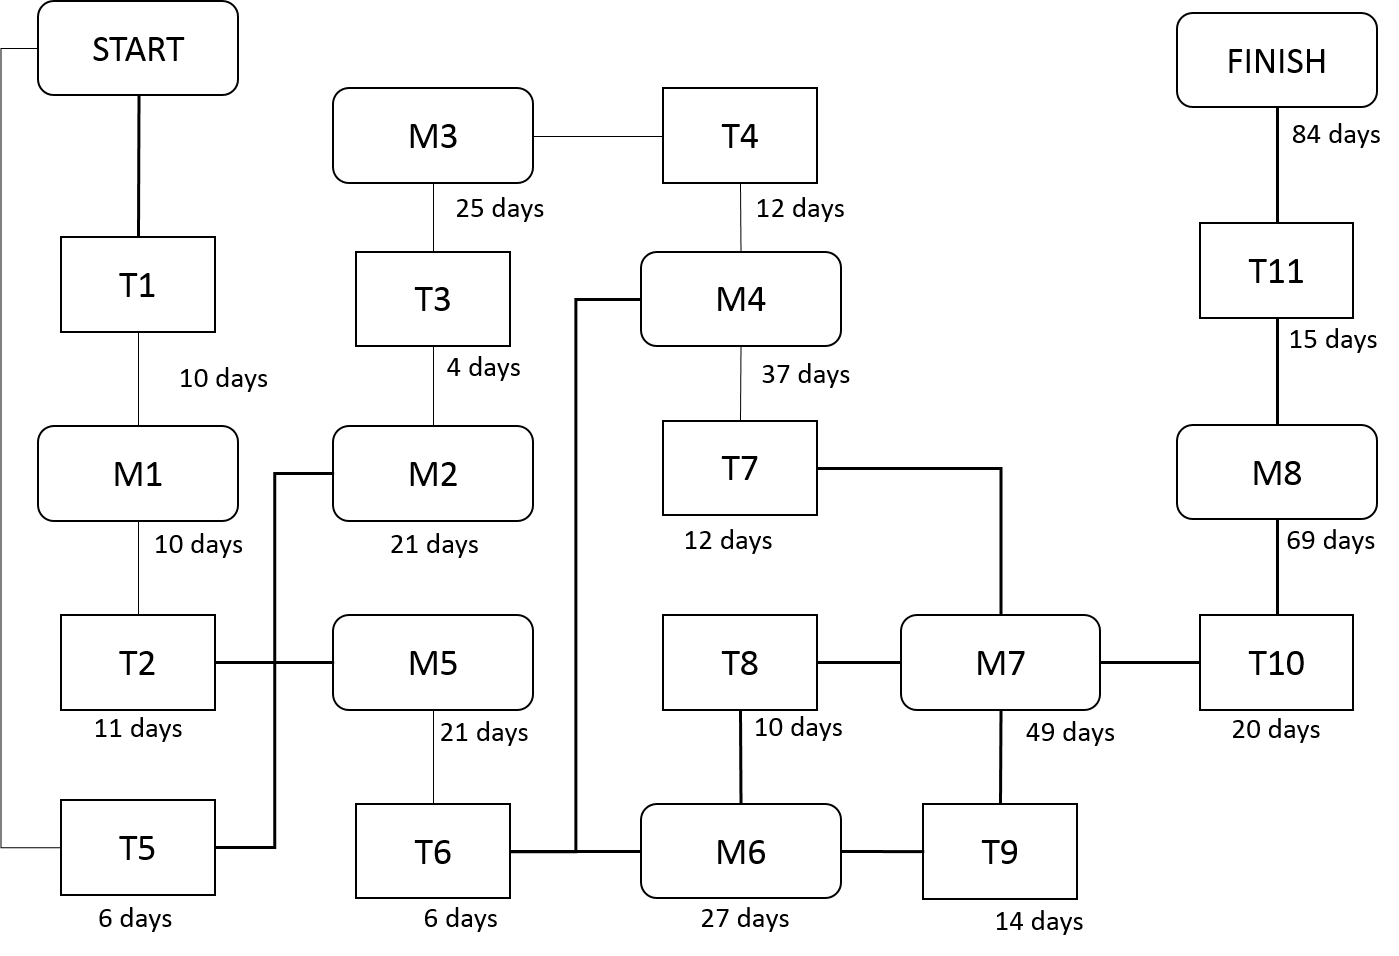 START
FINISH
84 days
M3
T4
25 days
12 days
T1
T3
M4
T11
15 days
4 days
37 days
10 days
M1
M2
T7
M8
10 days
21 days
12 days
69 days
T2
M5
T8
M7
T10
11 days
21 days
10 days
49 days
20 days
T5
T6
M6
T9
6 days
6 days
27 days
14 days